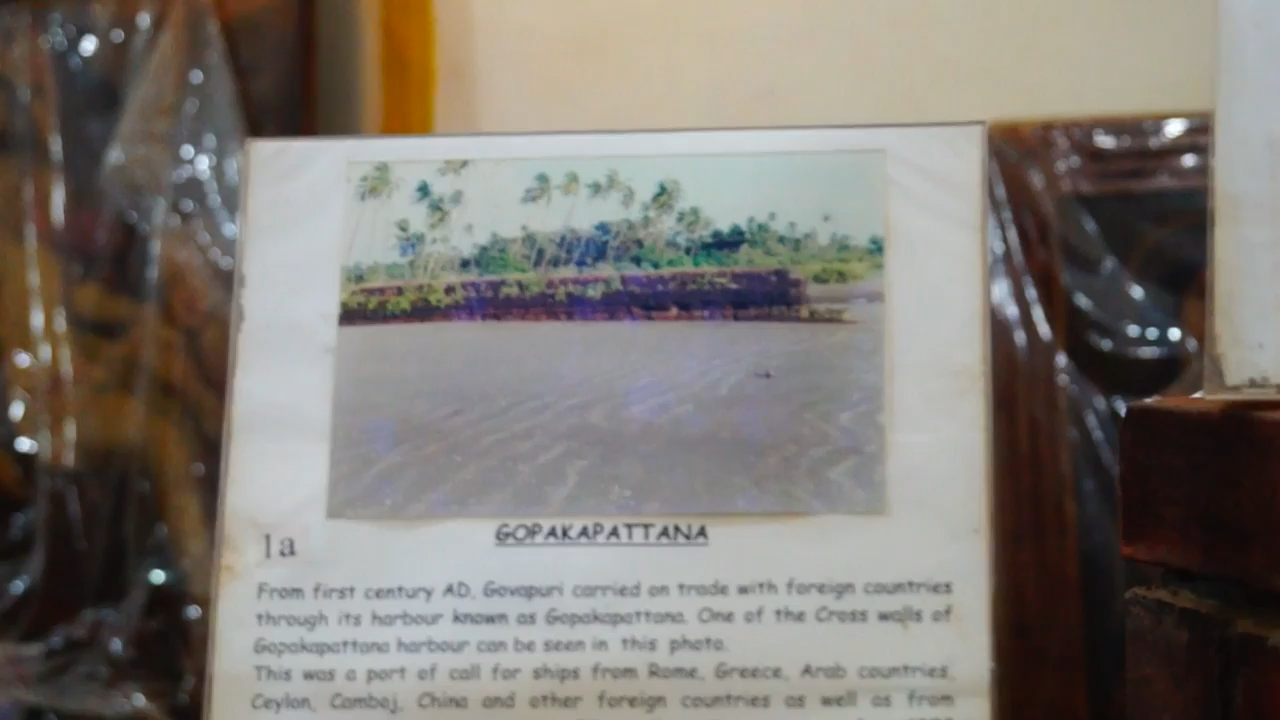 GOPAKAPATTANA
1a
From first century AD, Govapuri carried on trade with foreign countries
through its harbour known as Gopakapattana. One of the Cross walls of
Gopakapattana harbour can be seen in this photo.
This was a port of call for ships from Rome, Greece, Arab countries,
Ceylon, Camboj, China and other foreign countries as well as from